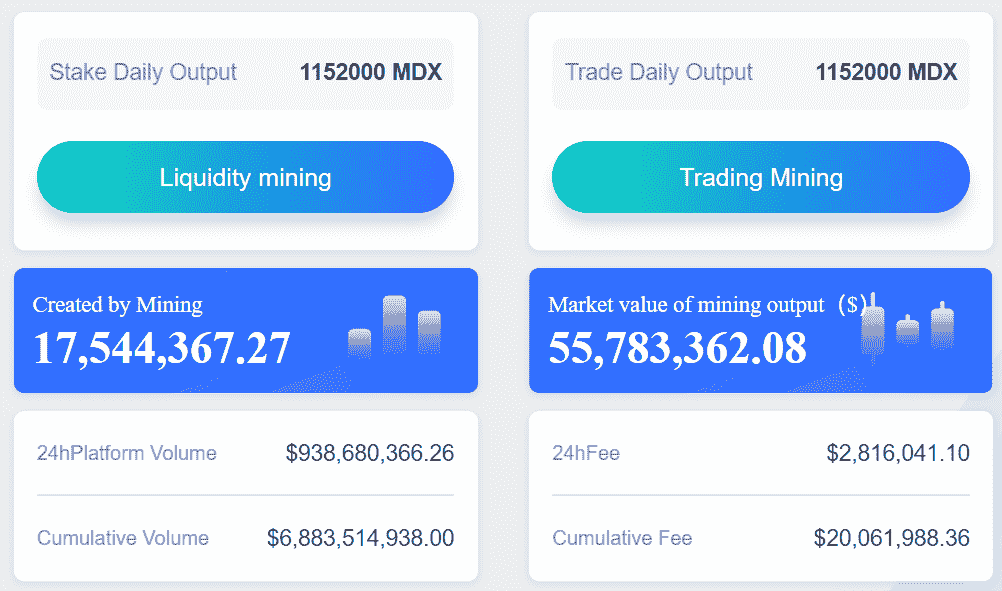 Stake Daily Output 1152000 MDX
Liquidity mining
Trade Daily Output 1152000 MDX
Trading Mining
Created by Mining
17,544,367.27
Market value of mining output（$）
55,783,362.08
24hPlatform Volume $938,680,366.26
Cumulative Volume $6,883,514,938.00
24hFee $2,816,041.10
Cumulative Fee $20,061,988.36